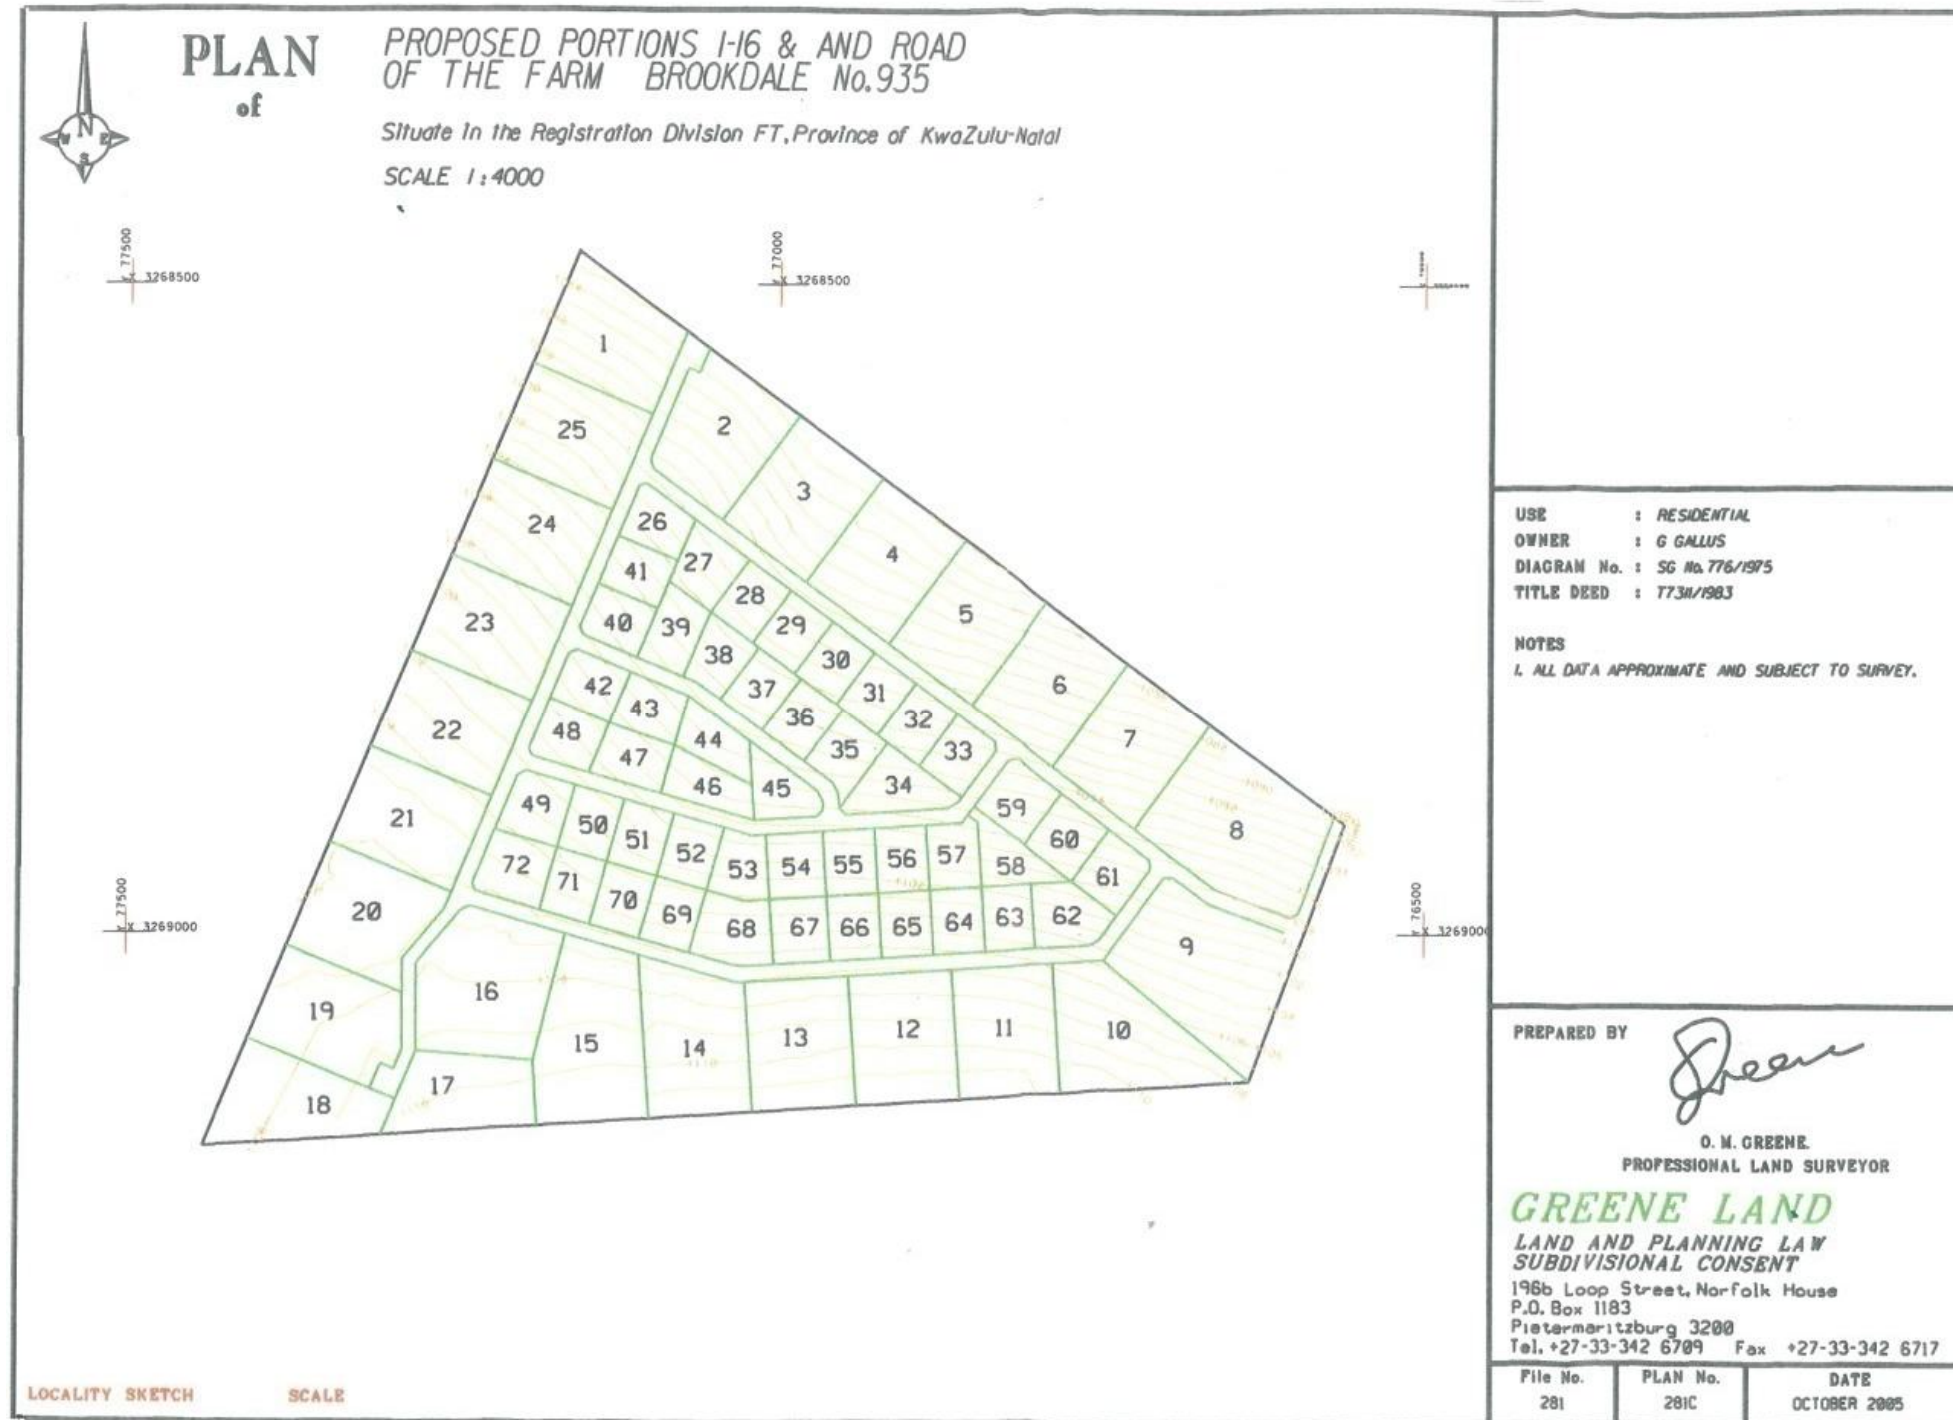 PLAN
of
PROPOSED PORTIONS 1-16 & AND ROAD
OF THE FARM BROOKDALE No.935
Situate in the Registration Division FT, Province of KwaZulu-Natal
SCALE 1:4000
N
W E
S
77500
X 3268500
77000
X 3268500
1
2
25
3
24
26
4
27
41
28
5
23
40
39
29
38
30
6
42
37
31
43
36
32
22
48
44
35
33
7
47
46
45
34
21
49
59
8
50
51
60
72
52
53
54
55
56
57
58
61
71
20
70
69
68
67
66
65
64
63
62
77500
X 3269000
76500
X 3269000
9
16
19
15
14
13
12
11
10
17
18
USE : RESIDENTIAL
OWNER : G GALLUS
DIAGRAM No. : SG No. 776/1975
TITLE DEED :
NOTES
1. ALL DATA APPROXIMATE AND SUBJECT TO SURVEY.
PREPARED BY
O. M. GREENE.
PROFESSIONAL LAND SURVEYOR
GREENE LAND
LAND AND PLANNING LAW
SUBDIVISIONAL CONSENT
196b Loop Street, Norfolk House
P.O. Box 1183
Pietermaritzburg 3200
Tel. +27-33-342 6709 Fax +27-33-342 6717
File No. PLAN No. DATE
281 281C OCTOBER 2005
LOCALITY SKETCH SCALE